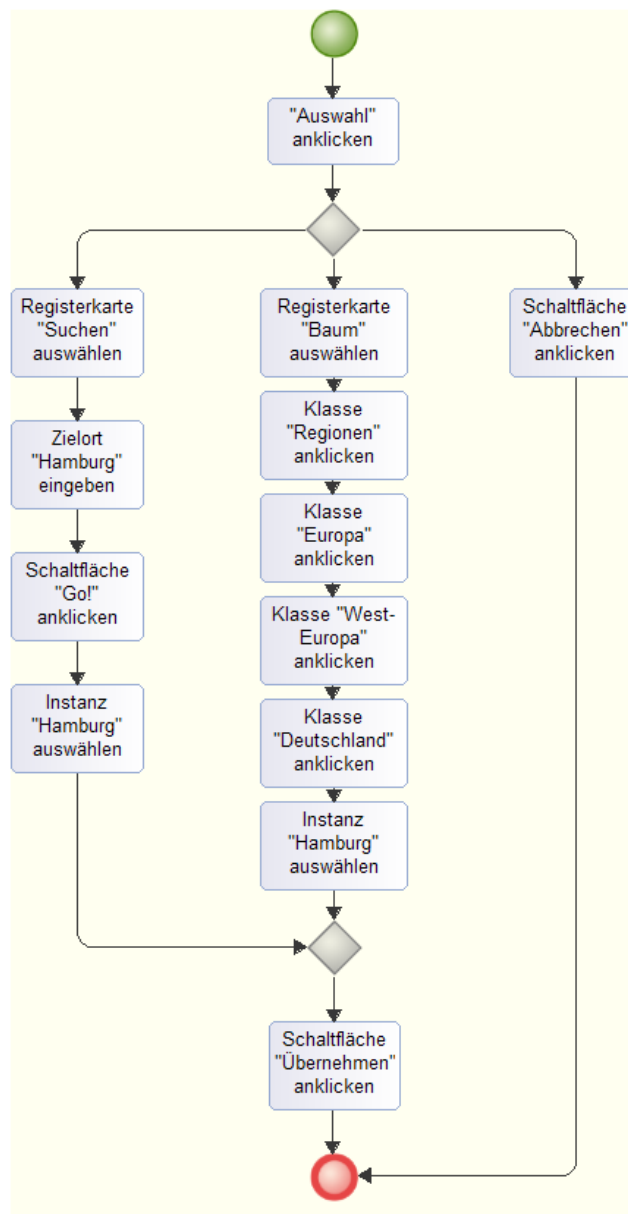 "Auswahl"
anklicken
Registerkarte
"Suchen"
auswählen
Zielort
"Hamburg"
eingeben
Schaltfläche
"Go!"
anklicken
Instanz
"Hamburg"
auswählen
Registerkarte
"Baum"
auswählen
Klasse
"Regionen"
anklicken
Klasse
"Europa"
anklicken
Klasse "West-
Europa"
anklicken
Klasse
"Deutschland"
anklicken
Instanz
"Hamburg"
auswählen
Schaltfläche
"Abbrechen"
anklicken
Schaltfläche
"Übernehmen"
anklicken